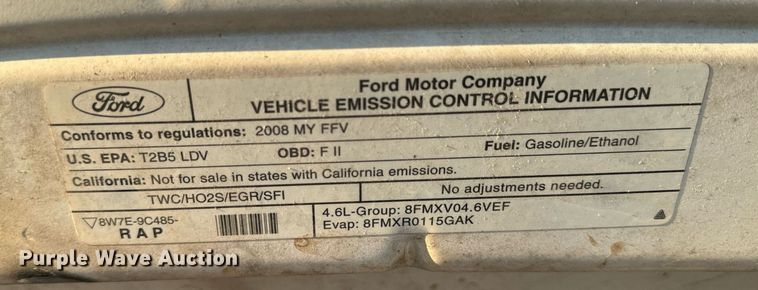 Ford
Ford Motor Company
VEHICLE EMISSION CONTROL INFORMATION
Conforms to regulations: 2008 MY FFV
U.S. EPA: T2B5 LDV OBD: F II Fuel: Gasoline/Ethanol
California: Not for sale in states with California emissions.
TWC/HO2S/EGR/SFI No adjustments needed.
8W7E-9C485-
RAP
4.6L-Group: 8FMXV04.6VEF
Evap: 8FMXR0115GAK
Purple Wave Auction